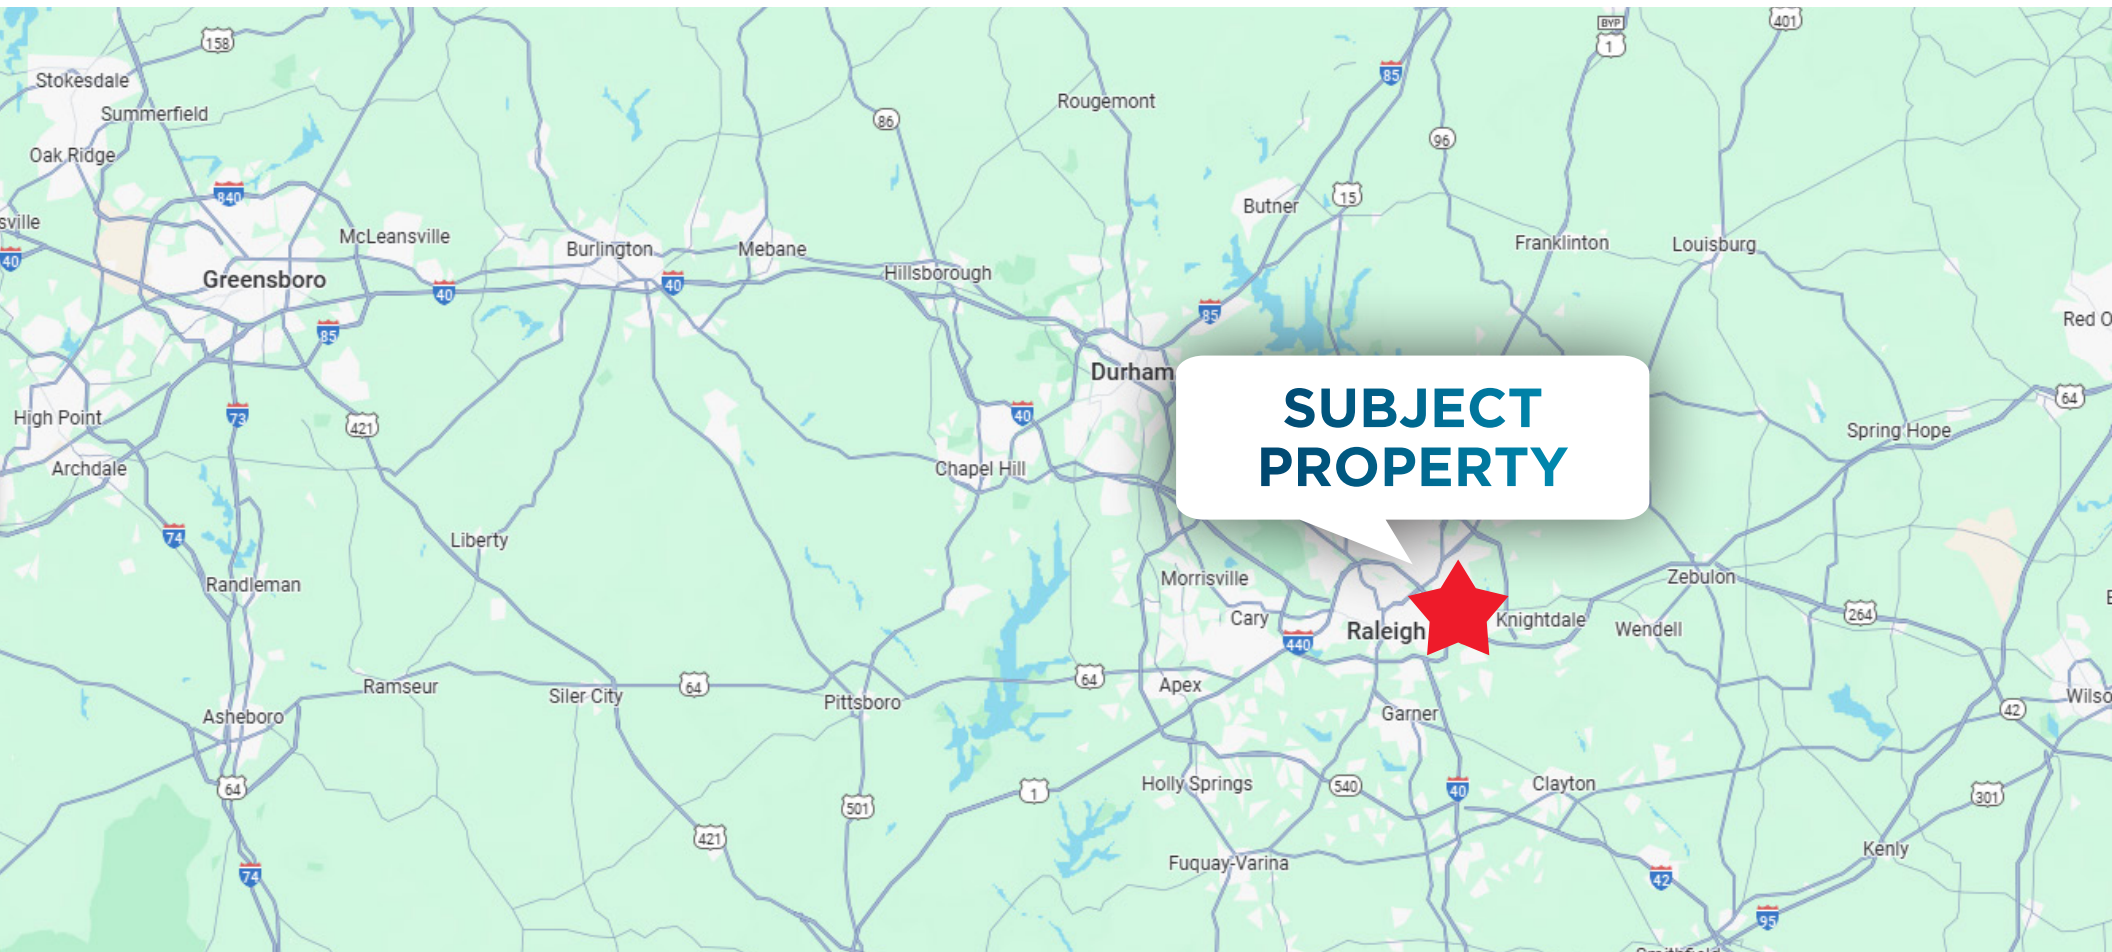 158
BYP
1
401
Stokesdale
85
Rougemont
Summerfield
86
96
Oak Ridge
840
15
Butner
sville
McLeansville
Burlington
Mebane
Franklinton
Louisburg
40
Hillsborough
Greensboro
40
40
85
85
Red O
Durham
SUBJECT
PROPERTY
64
High Point
73
421
40
Spring Hope
Archdale
Chapel Hill
74
Liberty
Randleman
Morrisville
Zebulon
Cary
440
Raleigh
Knightdale
Wendell
264
Ramseur
Siler City
64
Pittsboro
64
Apex
Wilso
Asheboro
Garner
42
64
501
1
Holly Springs
540
40
Clayton
301
421
Fuquay-Varina
Kenly
74
42
95